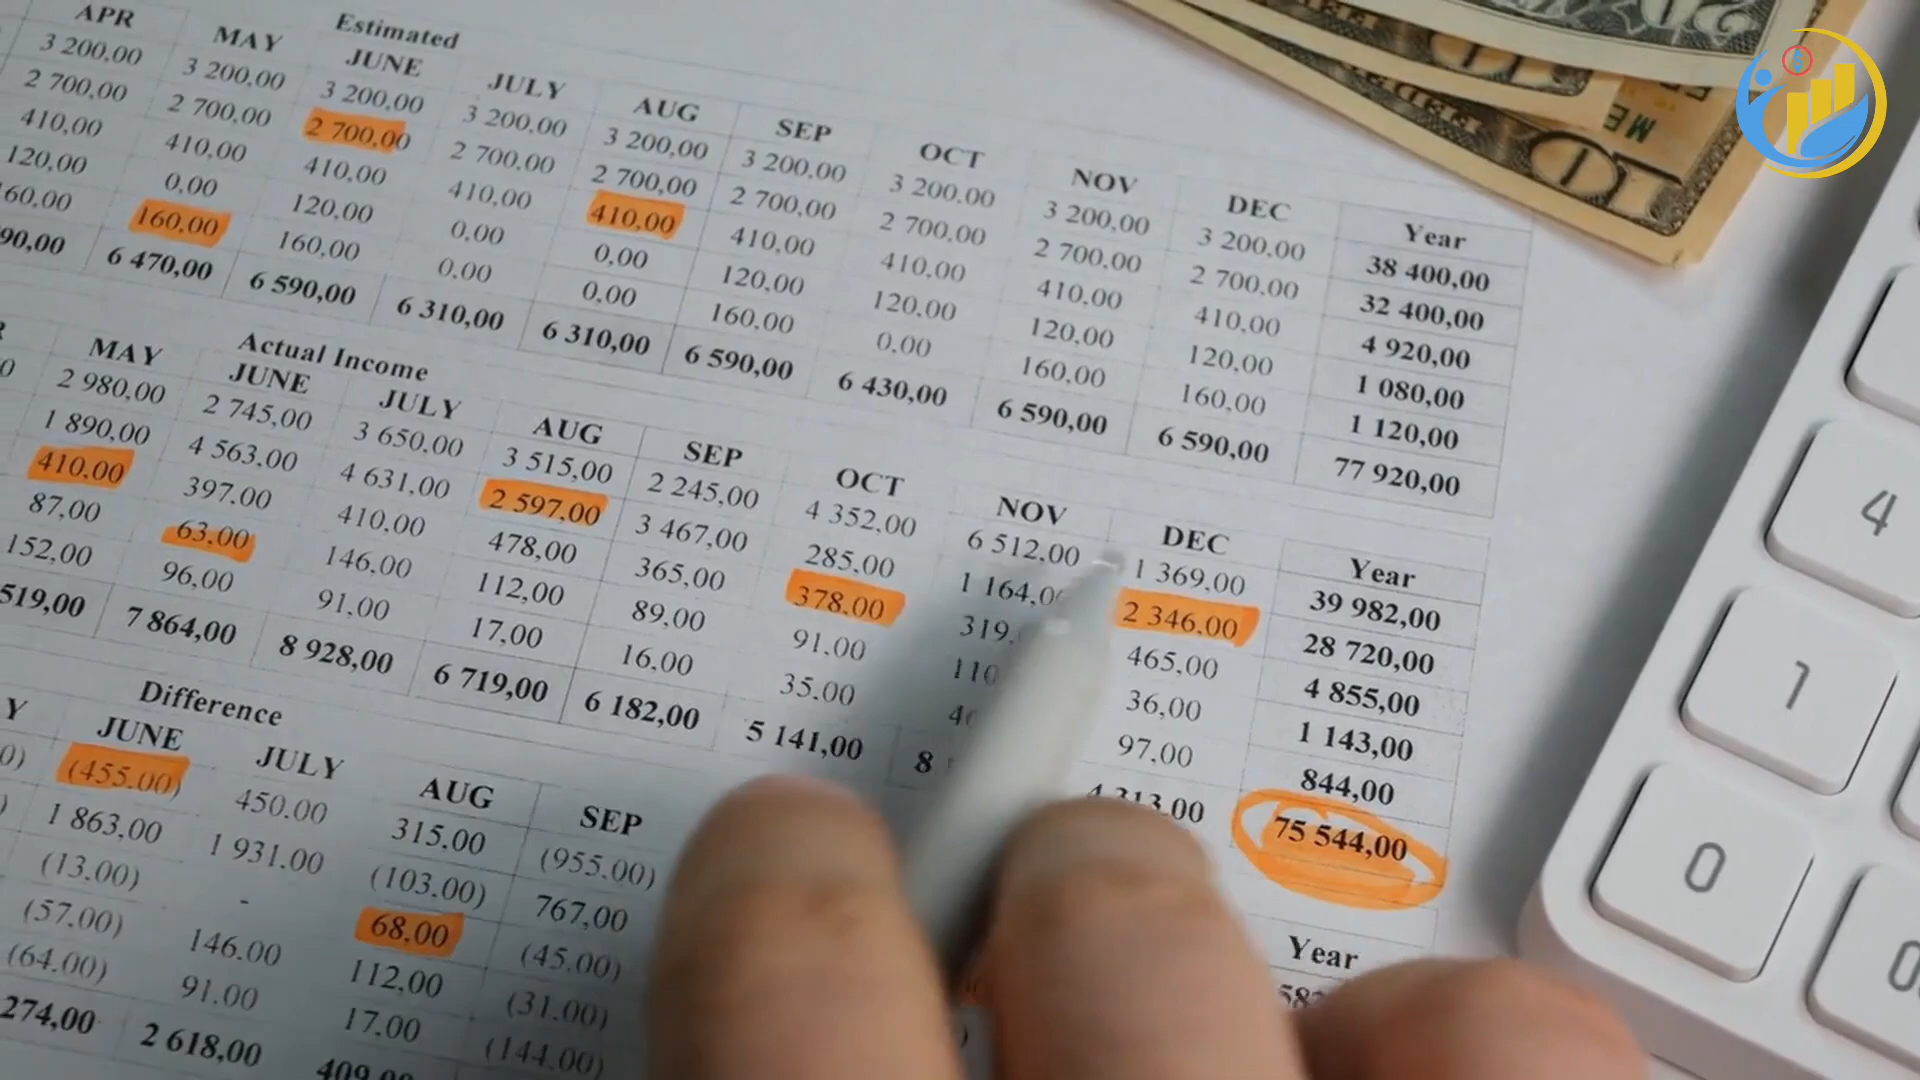 Estimated
APR MAY JUNE JULY AUG SEP OCT NOV DEC Year
3 200,00 3 200,00 3 200,00 3 200.00 3 200,00 3 200,00 3 200.00 3 200,00 3 200,00 38 400,00
2 700,00 2 700,00 2 700,00 2 700,00 2 700,00 2 700,00 2 700.00 2 700.00 2 700,00 32 400,00
410,00 410,00 410,00 410,00 410,00 410,00 410,00 410,00 410,00 4 920,00
120,00 0.00 120,00 0.00 0,00 120,00 120,00 120,00 120,00 1 080,00
160,00 160,00 0.00 0.00 160,00 0.00 160,00 160,00 1 120,00
6 470,00 6 590,00 6 310,00 6 310,00 6 590,00 6 430,00 6 590,00 6 590,00 77 920,00
Actual Income
MAY JUNE JULY AUG SEP OCT NOV DEC Year
2 980,00 2 745,00 3 650,00 3 515,00 2 245,00 4 352.00 6 512,00 1 369,00 39 982,00
1 890,00 4 563,00 4 631,00 2 597,00 3 467,00 285,00 1 164,00 2 346.00 28 720,00
410.00 397.00 410,00 478,00 365,00 378.00 319 465,00 4 855,00
87,00 63.00 146.00 112,00 89,00 91.00 110 36,00 1 143,00
152,00 96,00 91.00 17,00 16.00 35.00 97.00 844,00
519,00 7 864,00 8 928,00 6 719,00 6 182,00 5 141,00 8 4 313,00 75 544,00
Difference
JUNE JULY AUG SEP Year
(455.00) 450.00 315.00 (955.00)
1 863,00 1 931.00 (103.00) 767,00
(13.00) - 68.00 (45.00)
(57.00) 146.00 112,00 (31.00)
(64.00) 91.00 17.00 (144.00)
274,00 2 618,00
10
4
1
0